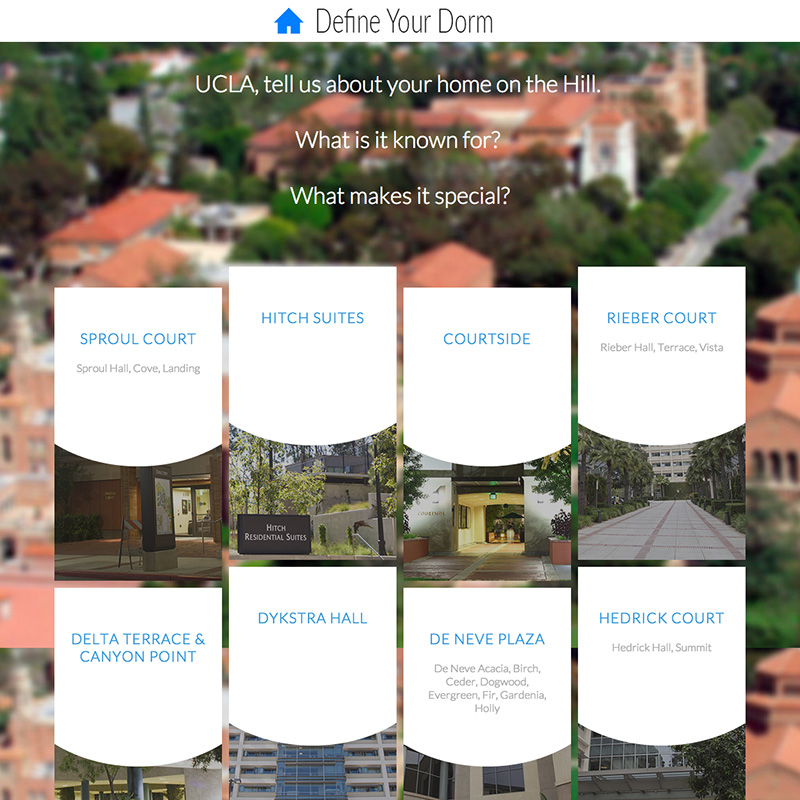 Define Your Dorm
UCLA, tell us about your home on the Hill.
What is it known for?
What makes it special?
SPROUL COURT
Sproul Hall, Cove, Landing
HITCH SUITES
COURTSIDE
RIEBER COURT
Rieber Hall, Terrace, Vista
HITCH
RESIDENTIAL SUITES
DELTA TERRACE &
CANYON POINT
DYKSTRA HALL
DE NEVE PLAZA
De Neve Acacia, Birch,
Ceder, Dogwood,
Evergreen, Fir, Gardenia,
Holly
HEDRICK COURT
Hedrick Hall, Summit